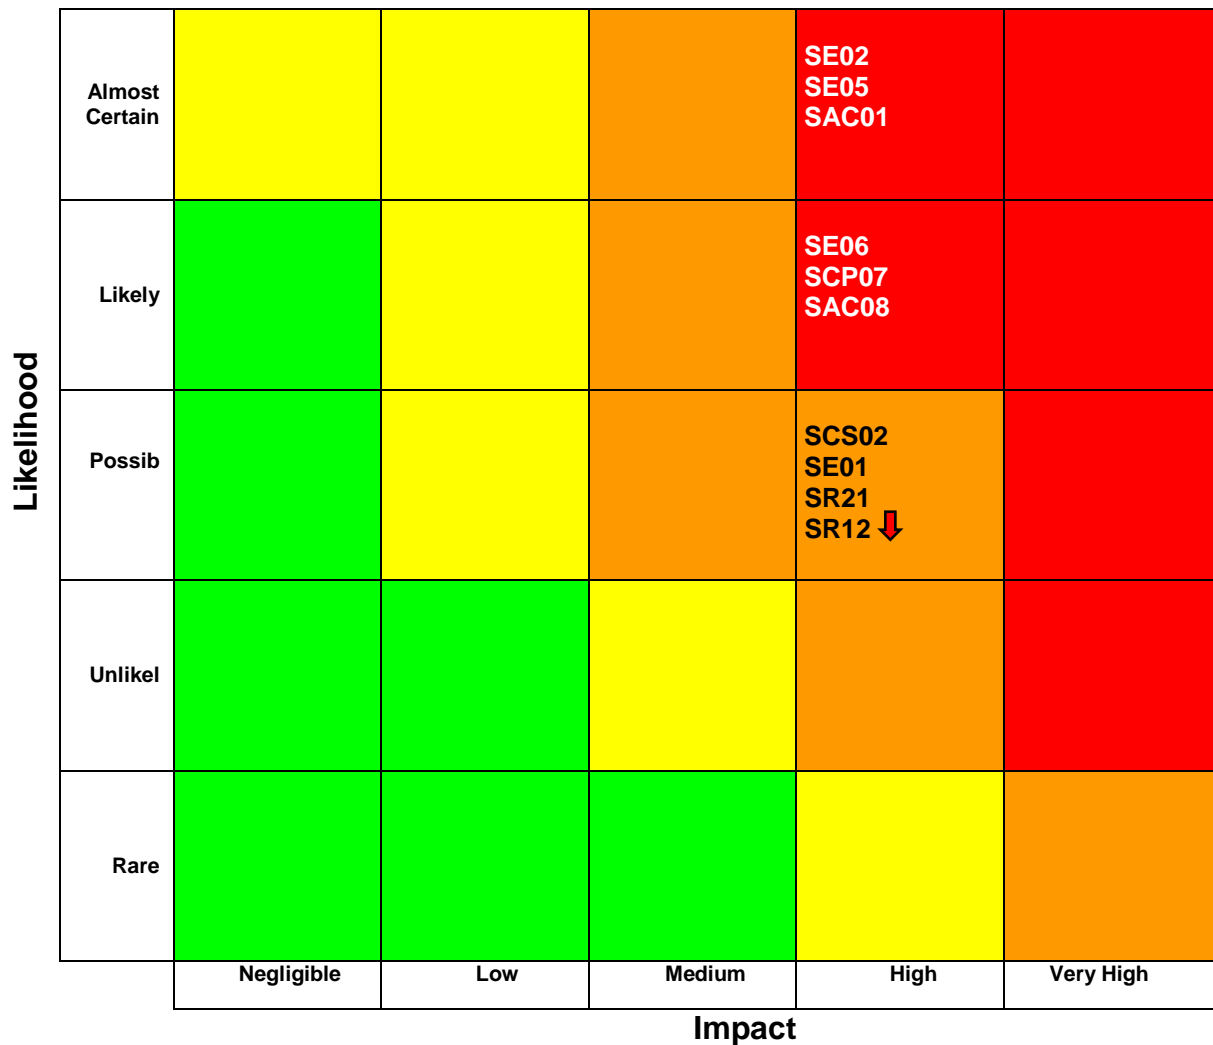 Likelihood
Almost
Certain
SE02
SE05
SAC01
Likely
SE06
SCP07
SAC08
Possib
SCS02
SE01
SR21
SR12
Unlikel
Rare
Negligible Low Medium High Very High
Impact